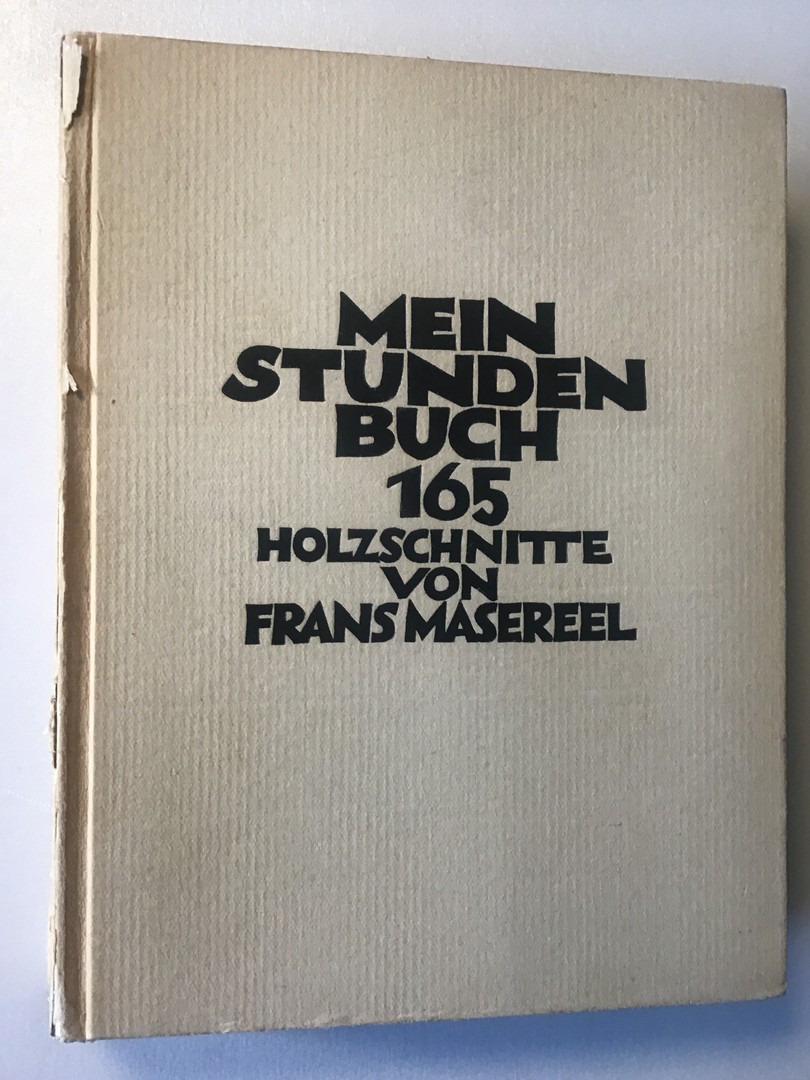 MEIN
STUNDEN
BUCH
165
HOLZSCHNITTE
VON
FRANS MASEREEL